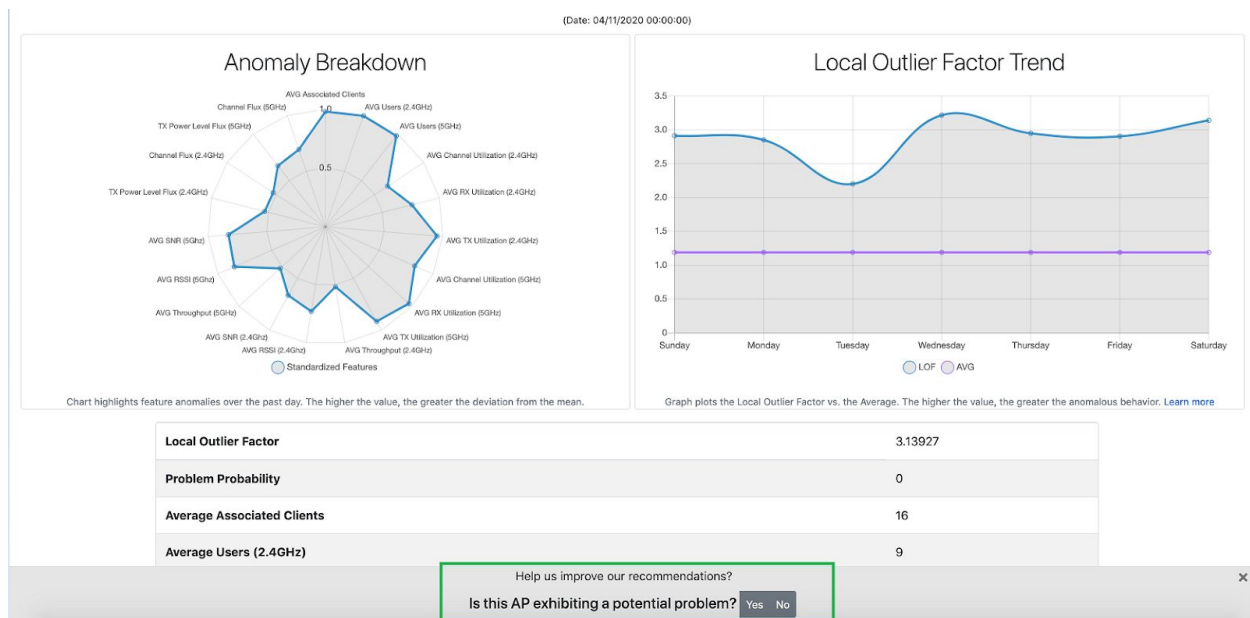 (Date: 04/11/2020 00:00:00)
Anomaly Breakdown
AVG Associated Clients
Channel Flux (5GHz)
1.0
AVG Users (2.4GHz)
TX Power Level Flux (5GHz)
AVG Users (5GHz)
Channel Flux (2.4GHz)
AVG Channel Utilization (2.4GHz)
0.5
TX Power Level Flux (2.4GHz)
AVG RX Utilization (2.4GHz)
AVG SNR (5Ghz)
AVG TX Utilization (2.4GHz)
AVG RSSI (5Ghz)
AVG Channel Utilization (5GHz)
AVG Throughput (5GHz)
AVG RX Utilization (5GHz)
AVG SNR (2.4Ghz)
AVG TX Utilization (5GHz)
AVG RSSI (2.4Ghz)
AVG Throughput (2.4GHz)
Standardized Features
Chart highlights feature anomalies over the past day. The higher the value, the greater the deviation from the mean.
Local Outlier Factor Trend
3.5
3.0
2.5
2.0
1.5
1.0
0.5
0
Sunday Monday Tuesday Wednesday Thursday Friday Saturday
LOF AVG
Graph plots the Local Outlier Factor vs. the Average. The higher the value, the greater the anomalous behavior. Learn more
Local Outlier Factor 3.13927
Problem Probability 0
Average Associated Clients 16
Average Users (2.4GHz) 9
Help us improve our recommendations?
×
Is this AP exhibiting a potential problem? Yes No